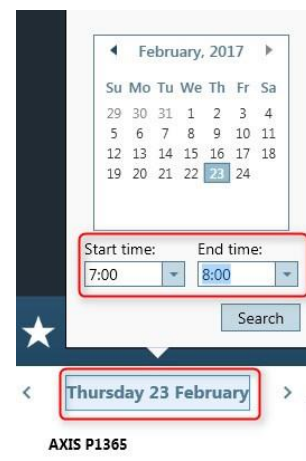 February, 2017
Su Mo Tu We Th Fr Sa
29 30 31 1 2 3 4
5 6 7 8 9 10 11
12 13 14 15 16 17 18
19 20 21 22 23 24
Start time: End time:
7:00 8:00
Search
Thursday 23 February
AXIS P1365